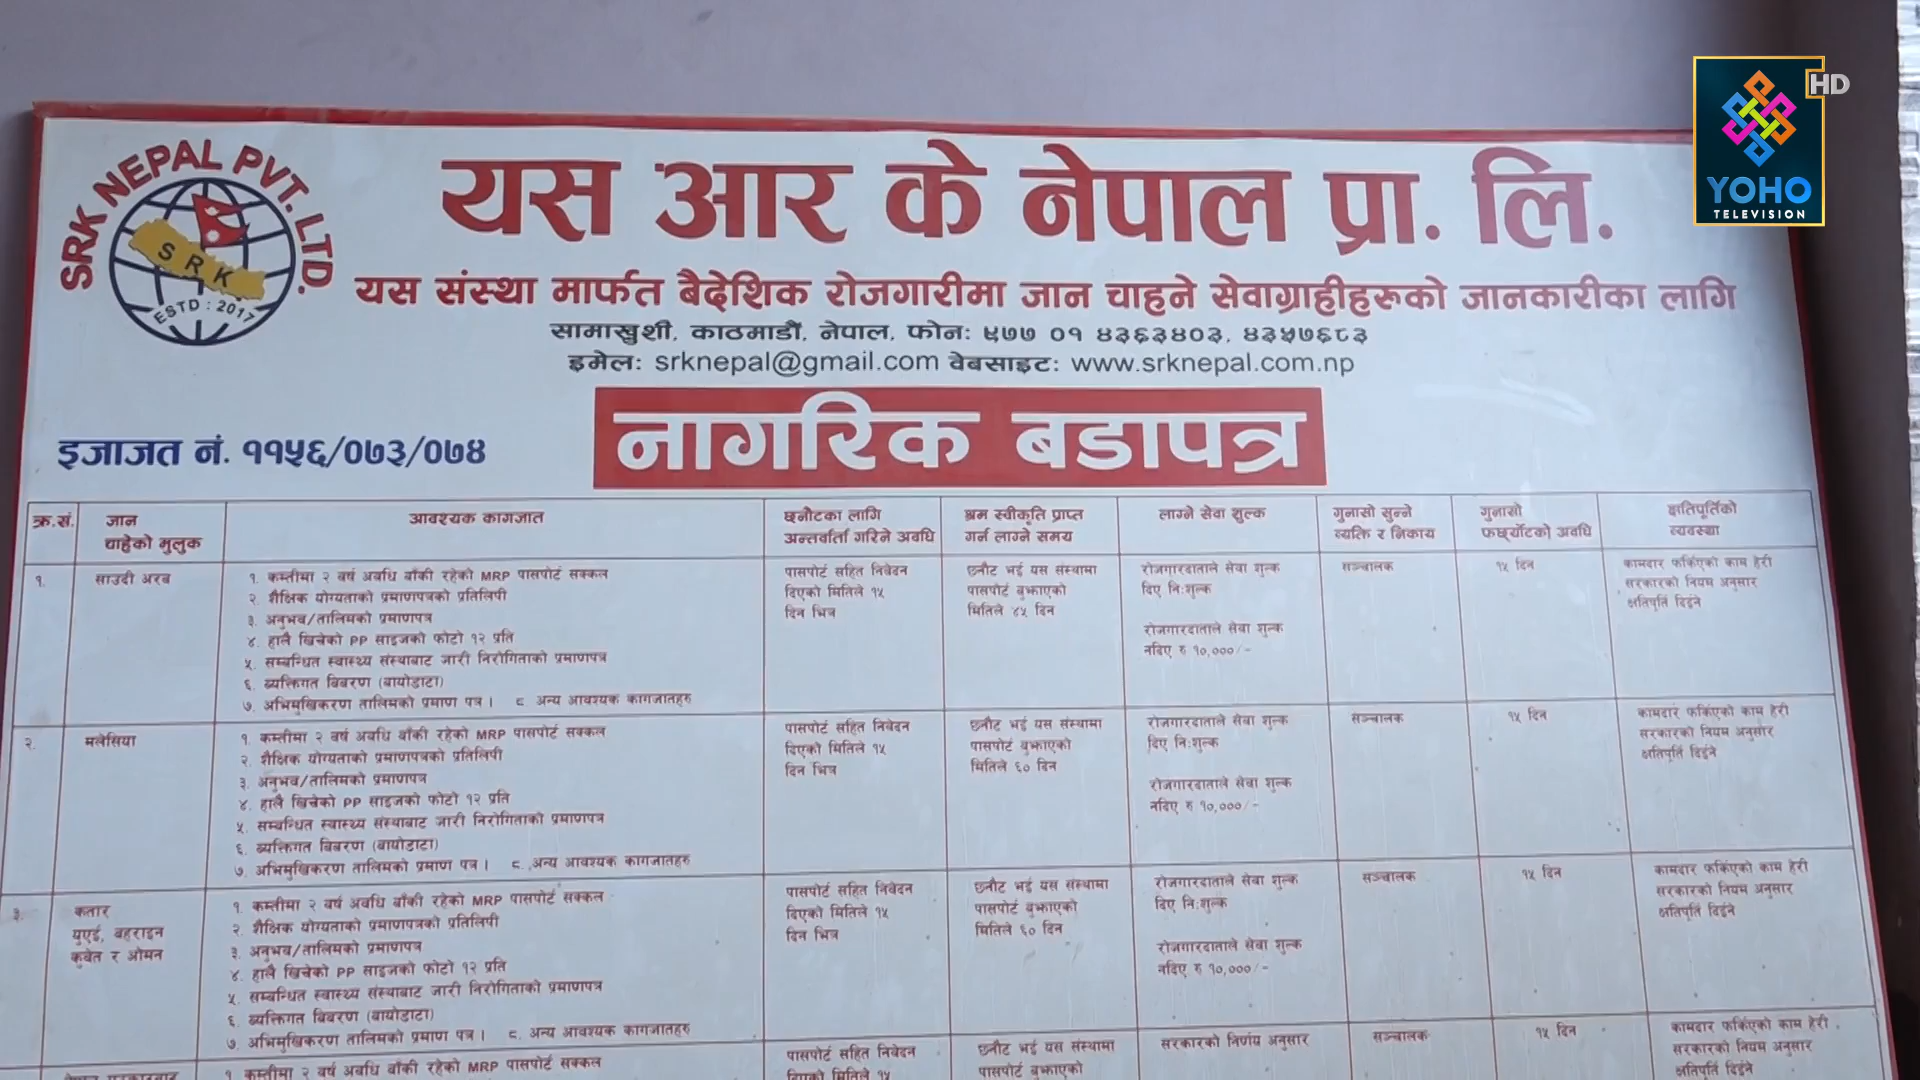 HD
YOHO
TELEVISION
SRK NEPAL PVT. LTD.
SRK
ESTD : 2017
यस आर के नेपाल प्रा. लि.
यस संस्था मार्फत बैदेशिक रोजगारीमा जान चाहने सेवाग्राहीहरूको जानकारीका लागि
सामाखुशी, काठमाडौं, नेपाल, फोन: ९७७ ०१ ४३६३४०३, ४३५७६८३
इमेल: srknepal@gmail.com वेबसाइट: www.srknepal.com.np
इजाजत नं. ११५६/०७३/०७४
नागरिक बडापत्र
क्र.सं.
जान
चाहेको मुलुक
आवश्यक कागजात
छनौटका लागि
अन्तर्वार्ता गरिने अवधि
श्रम स्वीकृति प्राप्त
गर्न लाग्ने समय
लाग्ने सेवा शुल्क
गुनासो सुन्ने
व्यक्ति र निकाय
गुनासो
फर्छ्यौटको अवधि
क्षतिपूर्तिको
व्यवस्था
१.
साउदी अरब
१. कम्तीमा २ वर्ष अवधि बाँकी रहेको MRP पासपोर्ट सक्कल
२. शैक्षिक योग्यताको प्रमाणपत्रको प्रतिलिपी
३. अनुभव/तालिमको प्रमाणपत्र
४. हालै खिचेको PP साइजको फोटो १२ प्रति
५. सम्बन्धित स्वास्थ्य संस्थाबाट जारी निरोगिताको प्रमाणपत्र
६. ब्यक्तिगत बिबरण (बायोडाटा)
७. अभिमुखिकरण तालिमको प्रमाण पत्र । ८ अन्य आवश्यक कागजातहरु
पासपोर्ट सहित निवेदन
दिएको मितिले १५
दिन भित्र
छनौट भई यस संस्थामा
पासपोर्ट बुझाएको
मितिले ४५ दिन
रोजगारदाताले सेवा शुल्क
दिए नि:शुल्क
रोजगारदाताले सेवा शुल्क
नदिए रु १०,०००/-
सञ्चालक
१५ दिन
कामदार फर्किएको काम हेरी
सरकारको नियम अनुसार
क्षतिपूर्ति दिईने
२.
मलेसिया
१. कम्तीमा २ वर्ष अवधि बाँकी रहेको MRP पासपोर्ट सक्कल
२. शैक्षिक योग्यताको प्रमाणपत्रको प्रतिलिपी
३. अनुभव/तालिमको प्रमाणपत्र
४. हालै खिचेको PP साइजको फोटो १२ प्रति
५. सम्बन्धित स्वास्थ्य संस्थाबाट जारी निरोगिताको प्रमाणपत्र
६. ब्यक्तिगत बिबरण (बायोडाटा)
७. अभिमुखिकरण तालिमको प्रमाण पत्र । ८. अन्य आवश्यक कागजातहरु
पासपोर्ट सहित निवेदन
दिएको मितिले १५
दिन भित्र
छनौट भई यस संस्थामा
पासपोर्ट बुझाएको
मितिले ६० दिन
रोजगारदाताले सेवा शुल्क
दिए नि:शुल्क
रोजगारदाताले सेवा शुल्क
नदिए रु १०,०००/-
सञ्चालक
१५ दिन
कामदार फर्किएको काम हेरी
सरकारको नियम अनुसार
क्षतिपूर्ति दिईने
३.
कतार
युएई, बहराइन
कुवेत र ओमन
१. कम्तीमा २ वर्ष अवधि बाँकी रहेको MRP पासपोर्ट सक्कल
२. शैक्षिक योग्यताको प्रमाणपत्रको प्रतिलिपी
३. अनुभव/तालिमको प्रमाणपत्र
४. हालै खिचेको PP साइजको फोटो १२ प्रति
५. सम्बन्धित स्वास्थ्य संस्थाबाट जारी निरोगिताको प्रमाणपत्र
६. ब्यक्तिगत बिबरण (बायोडाटा)
७. अभिमुखिकरण तालिमको प्रमाण पत्र । ८. अन्य आवश्यक कागजातहरु
पासपोर्ट सहित निवेदन
दिएको मितिले १५
दिन भित्र
छनौट भई यस संस्थामा
पासपोर्ट बुझाएको
मितिले ६० दिन
रोजगारदाताले सेवा शुल्क
दिए नि:शुल्क
रोजगारदाताले सेवा शुल्क
नदिए रु १०,०००/-
सञ्चालक
१५ दिन
कामदार फर्किएको काम हेरी
सरकारको नियम अनुसार
क्षतिपूर्ति दिईने
१. कम्तीमा २ वर्ष अवधि बाँकी रहेको MRP पासपोर्ट सक्कल
पासपोर्ट सहित निवेदन
दिएको मितिले १५
छनौट भई यस संस्थामा
पासपोर्ट बुझाएको
सरकारको निर्णय अनुसार
सञ्चालक
१५ दिन
कामदार फर्किएको काम हेरी
सरकारको नियम अनुसार
क्षतिपूर्ति दिईने